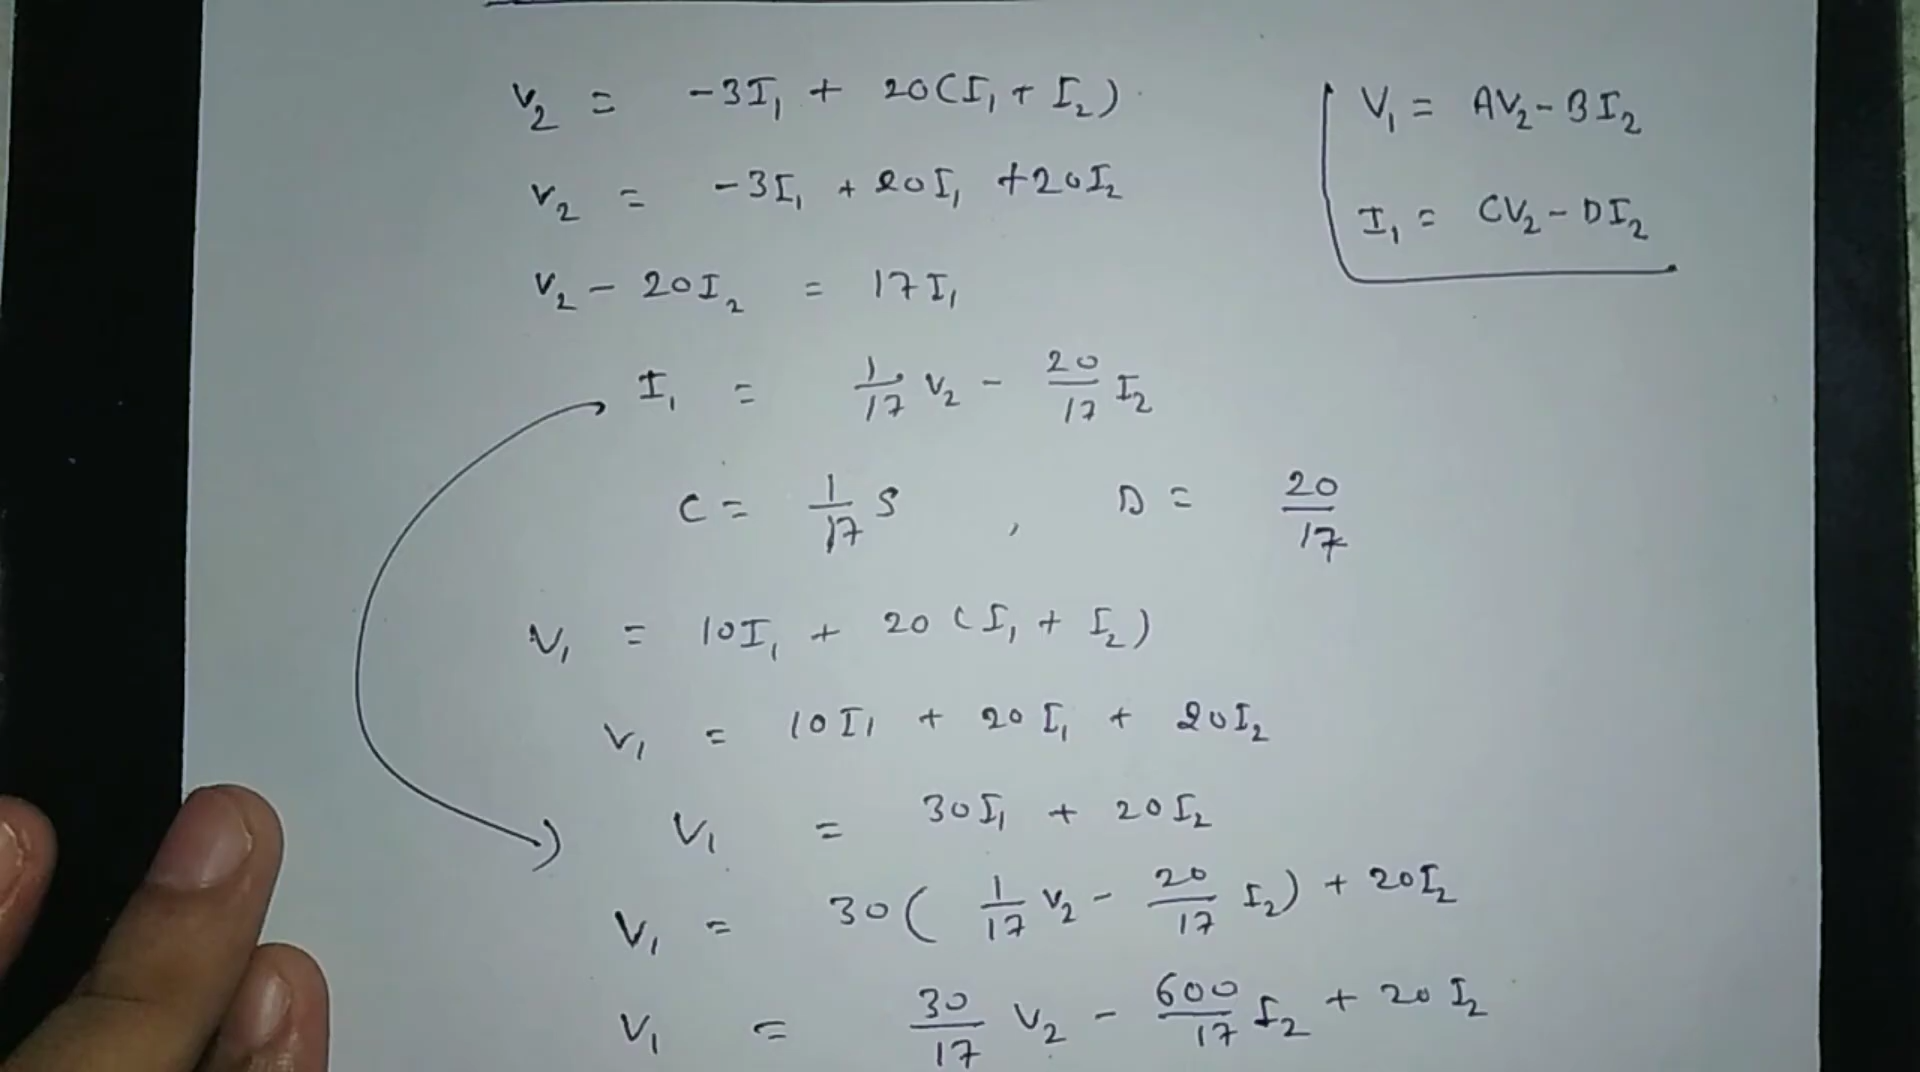 V₂ = -3I₁ + 20(I₁ + I₂)
V₂ = -3I₁ + 20I₁ + 20I₂
V₂ - 20I₂ = 17I₁
I₁ = 1/17 V₂ - 20/17 I₂
C = 1/17 S , D = 20/17
V₁ = 10I₁ + 20(I₁ + I₂)
V₁ = 10I₁ + 20I₁ + 20I₂
V₁ = 30I₁ + 20I₂
V₁ = 30(1/17 V₂ - 20/17 I₂) + 20I₂
V₁ = 30/17 V₂ - 600/17 I₂ + 20I₂
V₁ = AV₂ - BI₂
I₁ = CV₂ - DI₂